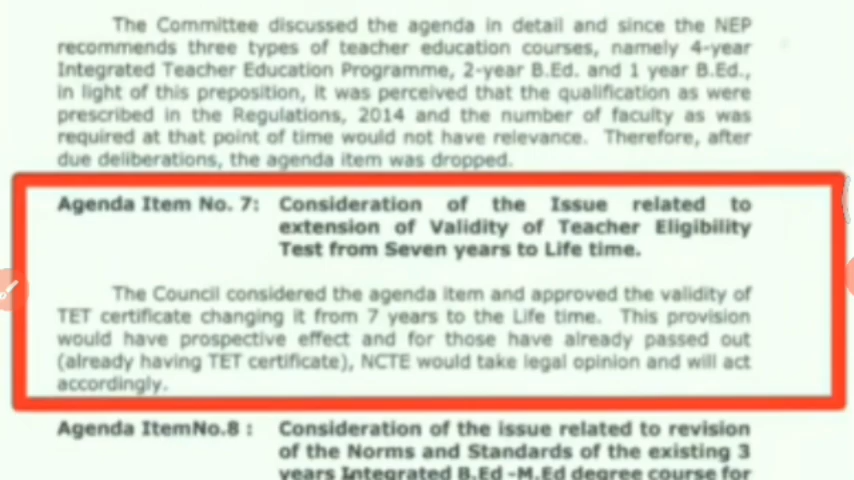 The Committee discussed the agenda in detail and since the NEP
recommends three types of teacher education courses, namely 4-year
Integrated Teacher Education Programme, 2-year B.Ed. and 1 year B.Ed.,
in light of this preposition, it was perceived that the qualification as were
prescribed in the Regulations, 2014 and the number of faculty as was
required at that point of time would not have relevance. Therefore, after
due deliberations, the agenda item was dropped.
Agenda Item No. 7: Consideration of the Issue related to
extension of Validity of Teacher Eligibility
Test from Seven years to Life time.
The Council considered the agenda item and approved the validity of
TET certificate changing it from 7 years to the Life time. This provision
would have prospective effect and for those have already passed out
(already having TET certificate), NCTE would take legal opinion and will act
accordingly.
Agenda ItemNo.8 : Consideration of the issue related to revision
of the Norms and Standards of the existing 3
years Integrated B.Ed -M.Ed degree course for